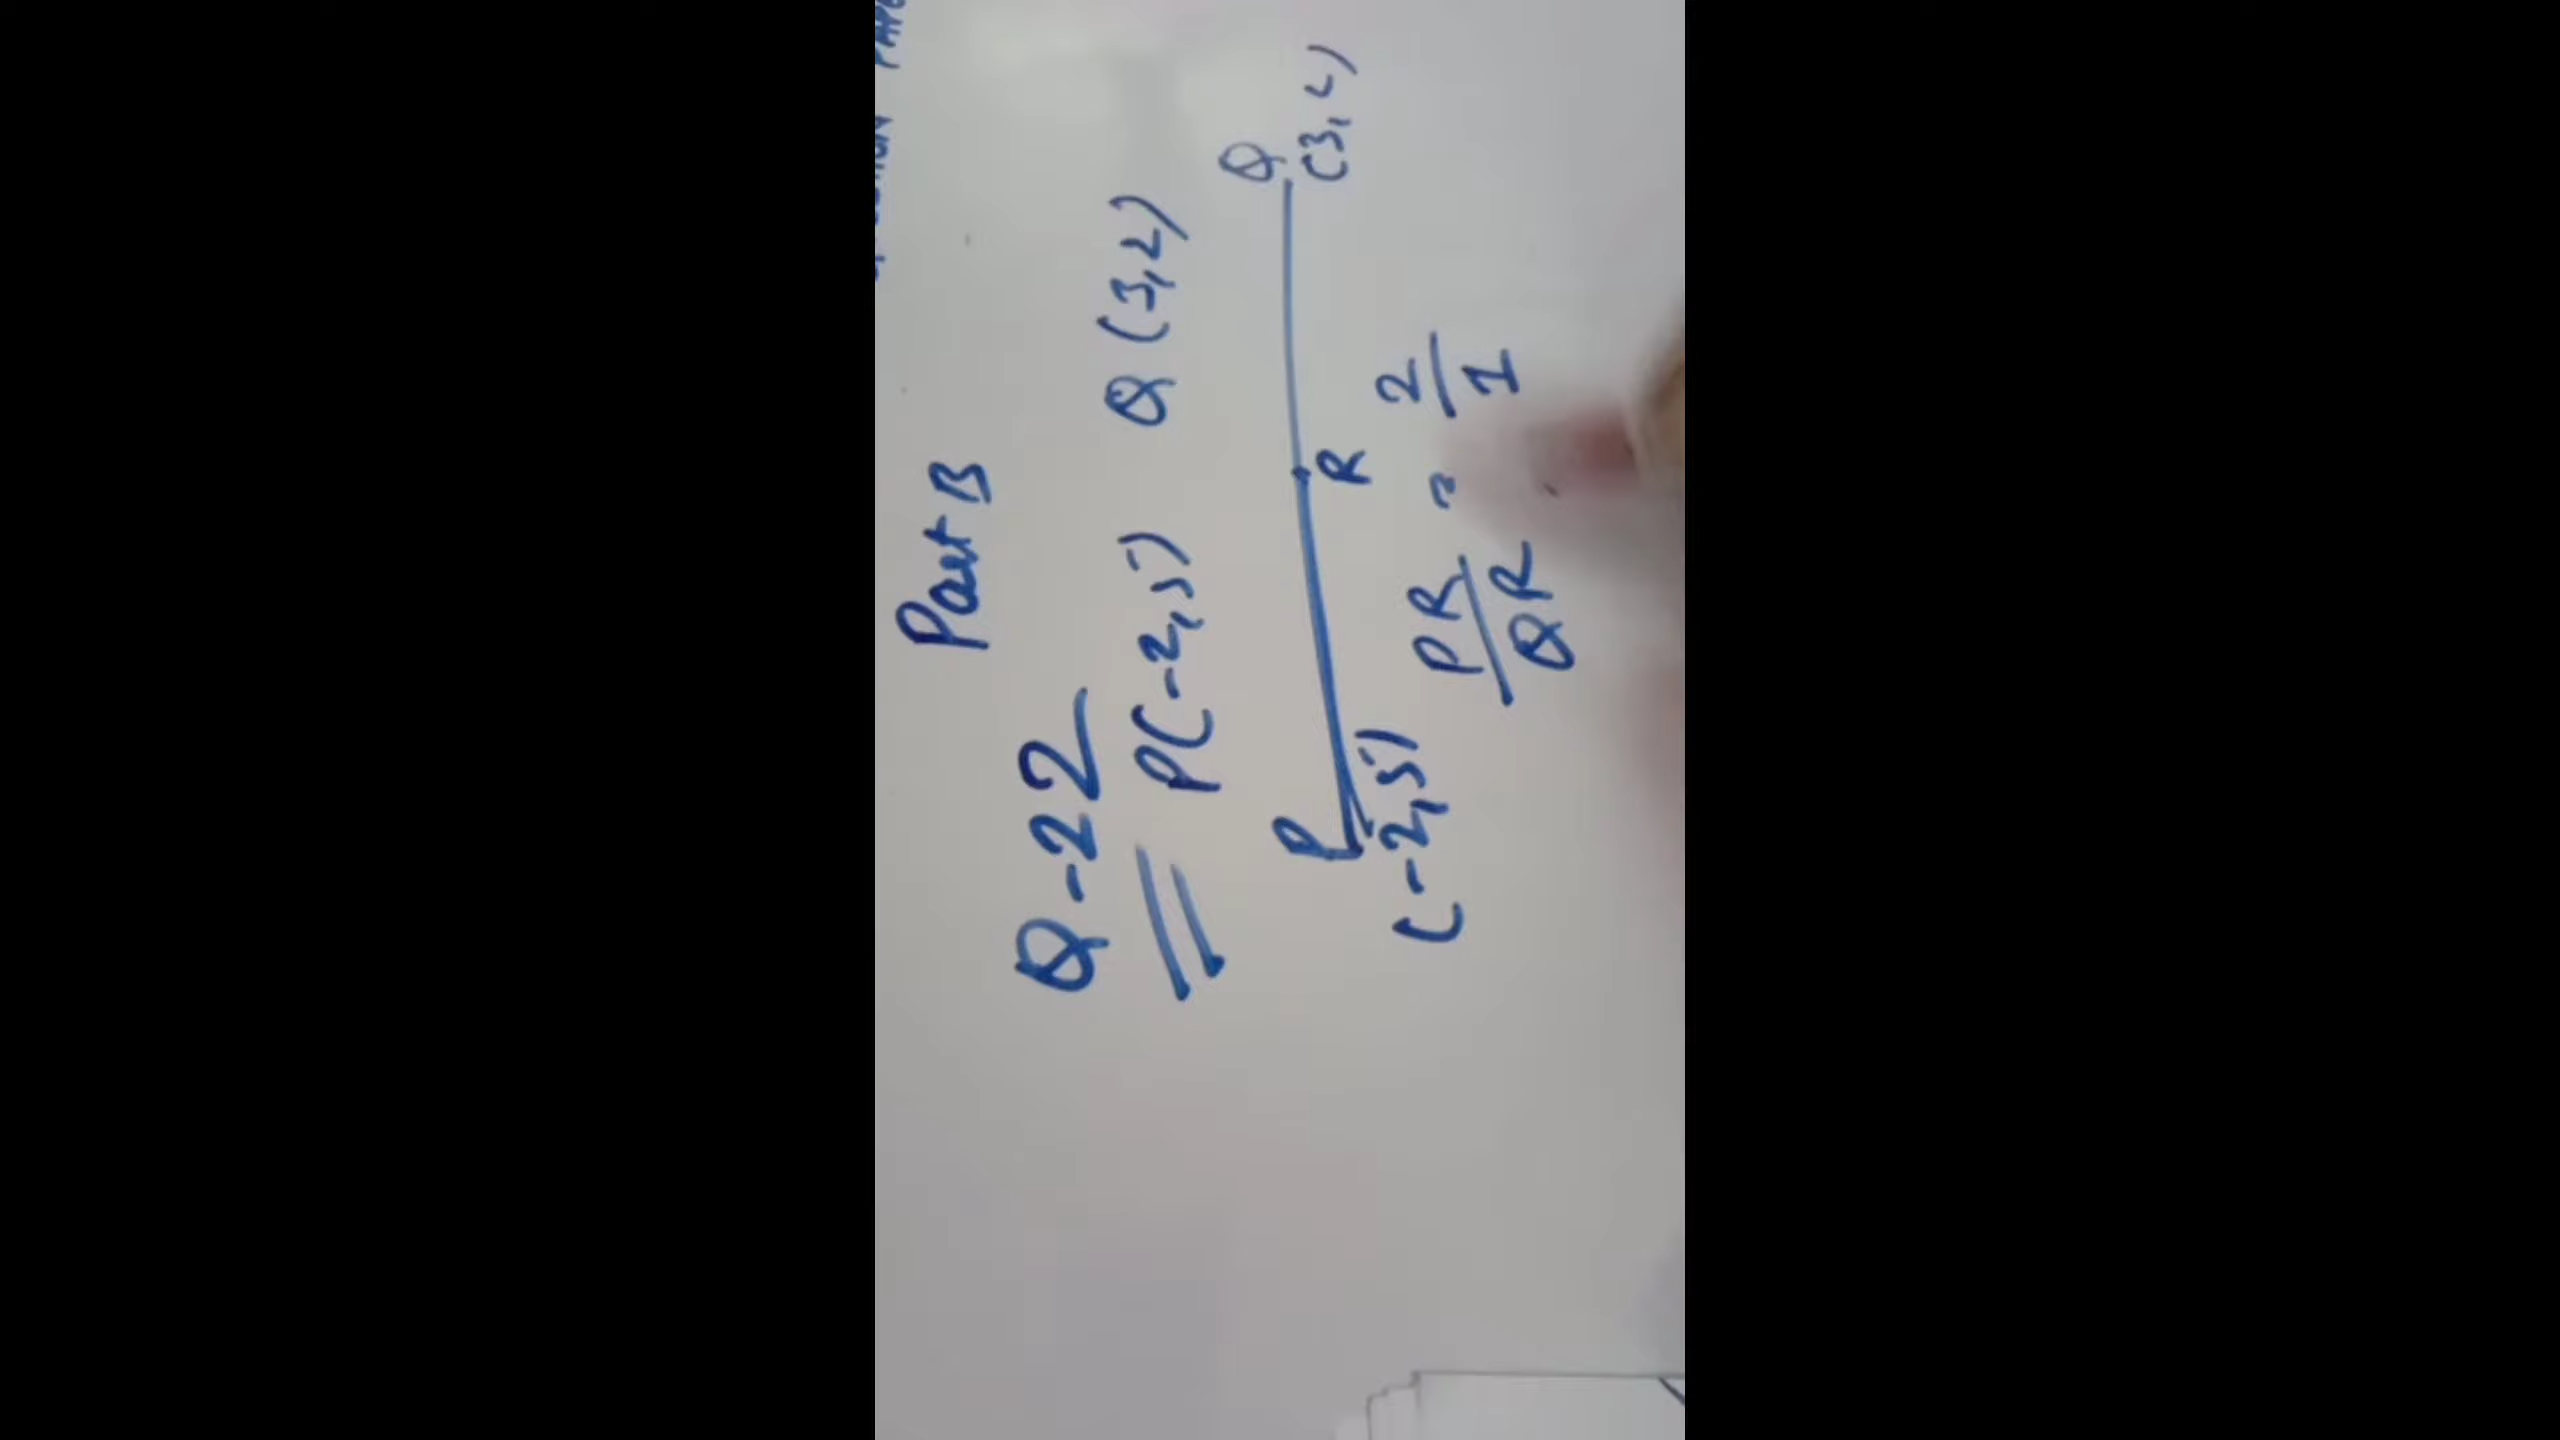 Part B
Q-22
P(-2,5) Q(3,2)
P Q
(-2,5) R (3,2)
PR/QR = 2/1